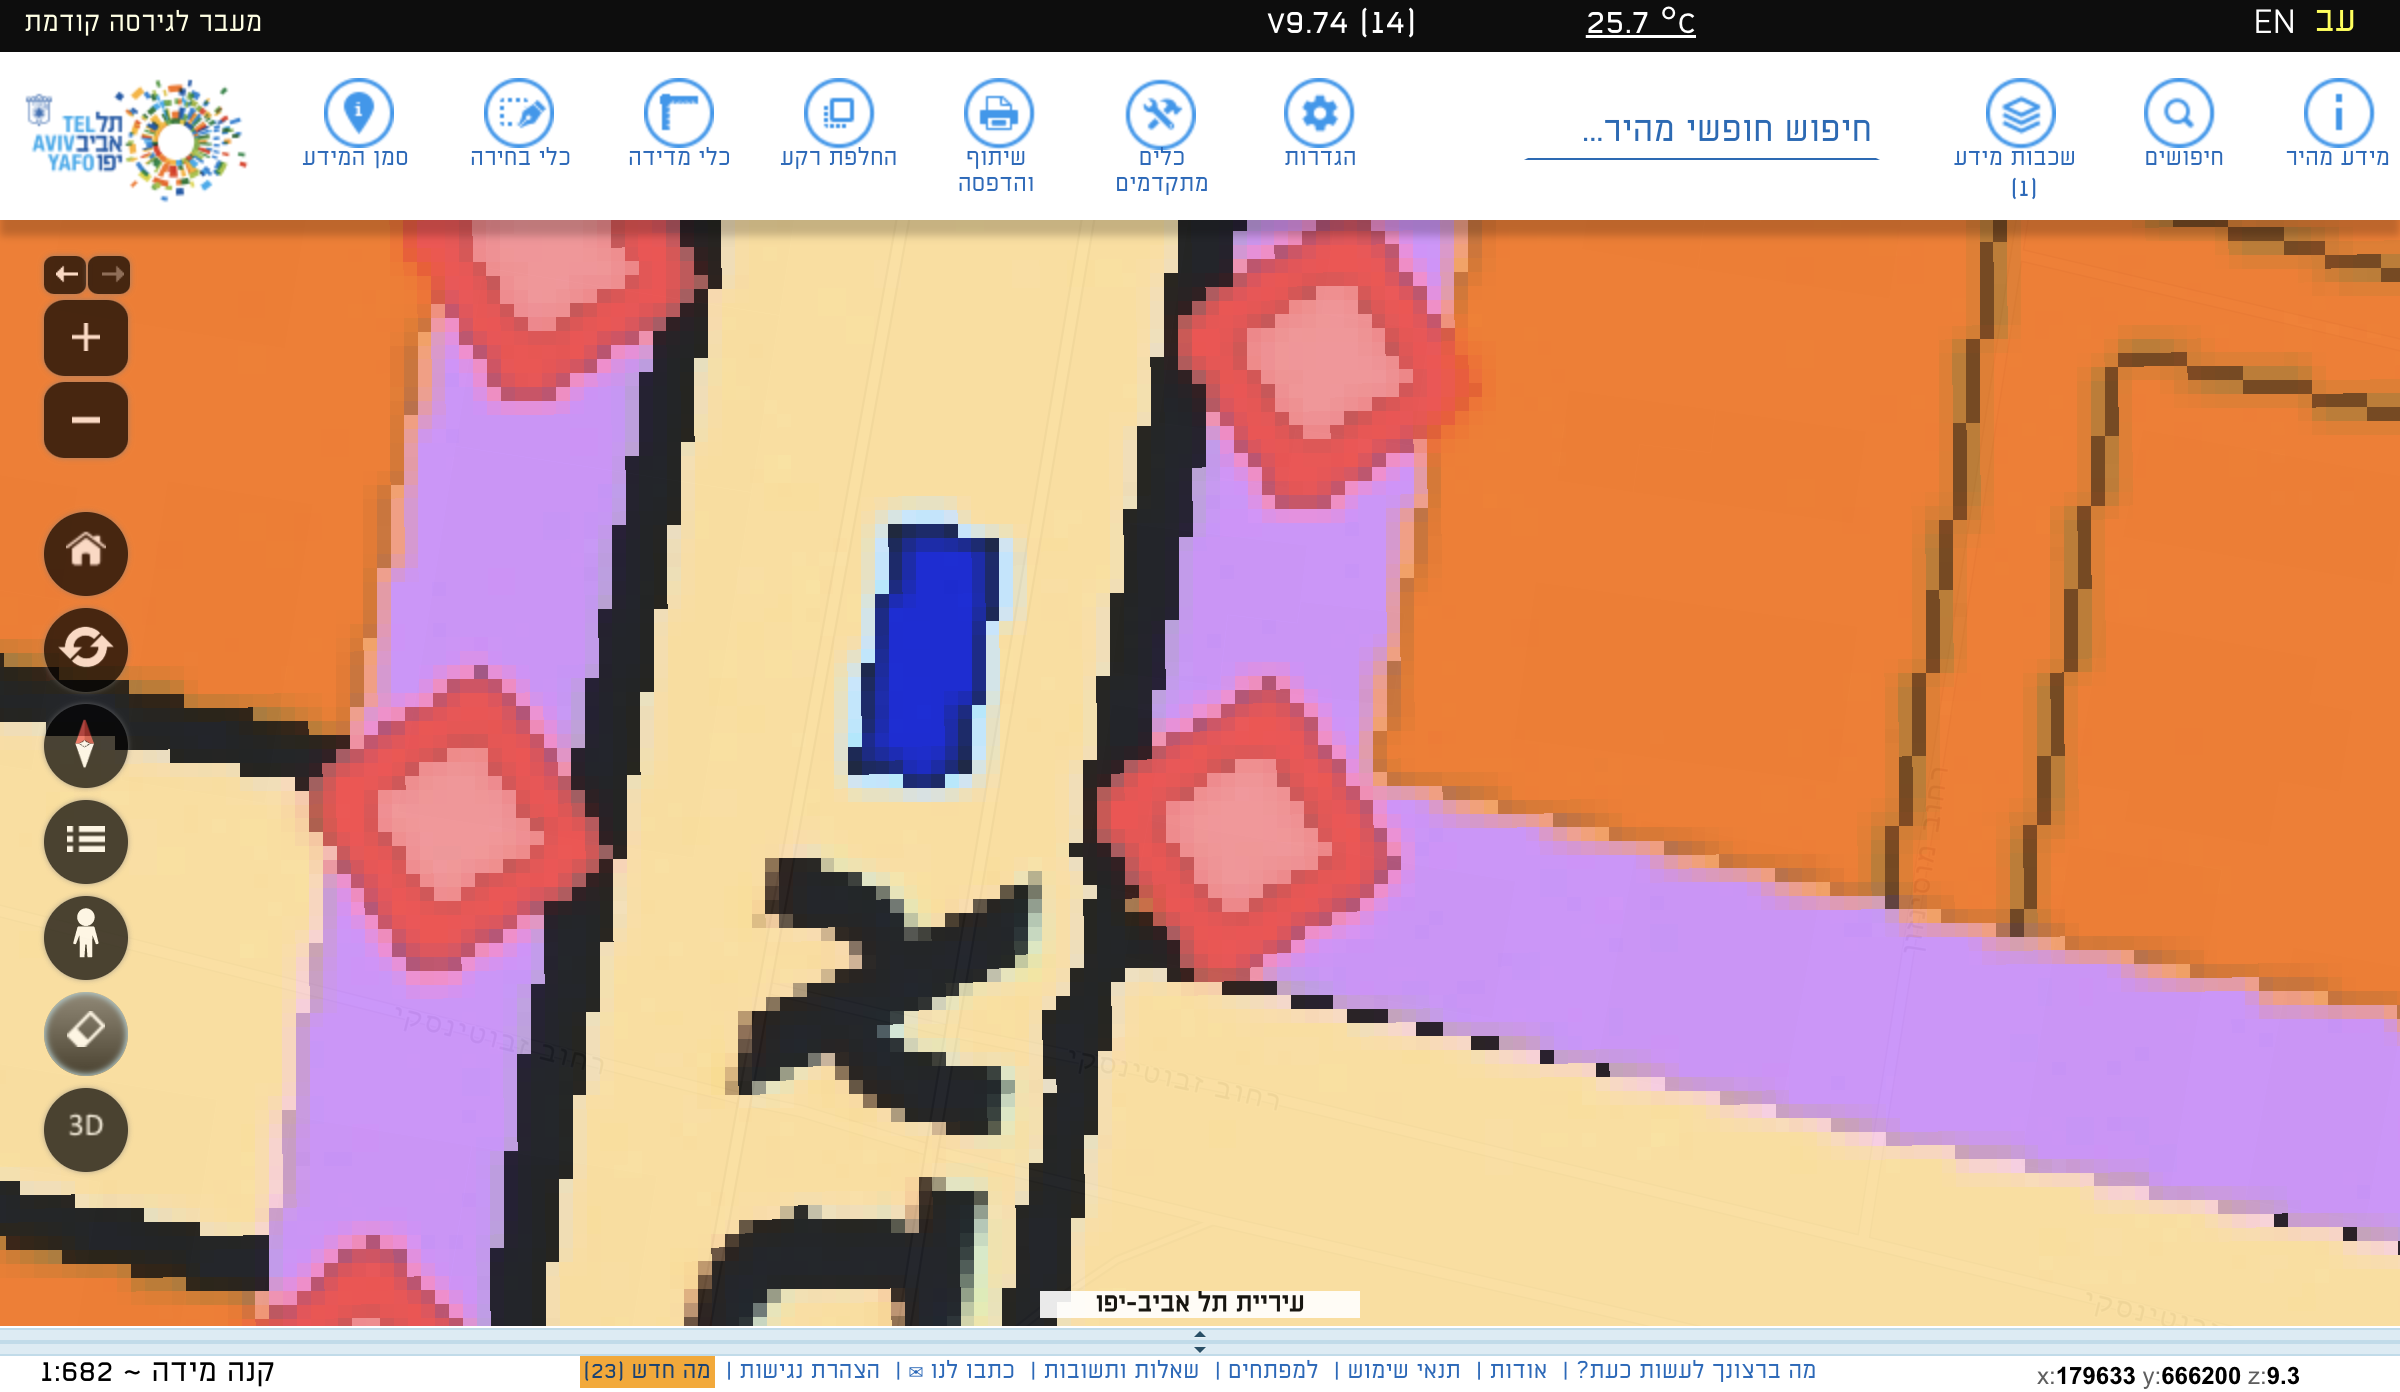 עב EN
25.7 °C
V9.74 (14)
מעבר לגירסה קודמת
מידע מהיר
חיפושים
שכבות מידע
(1)
חיפוש חופשי מהיר...
הגדרות
כלים
מתקדמים
שיתוף
והדפסה
החלפת רקע
כלי מדידה
כלי בחירה
סמן המידע
תל
אביב
יפו
TEL
AVIV
YAFO
3D
רחוב זבוטינסקי
רחוב זבוטינסקי
עיריית תל אביב-יפו
קנה מידה ~ 1:682
מה ברצונך לעשות כעת? | אודות | תנאי שימוש | למפתחים | שאלות ותשובות | כתבו לנו ✉ | הצהרת נגישות | מה חדש (23)
x:179633 y:666200 z:9.3